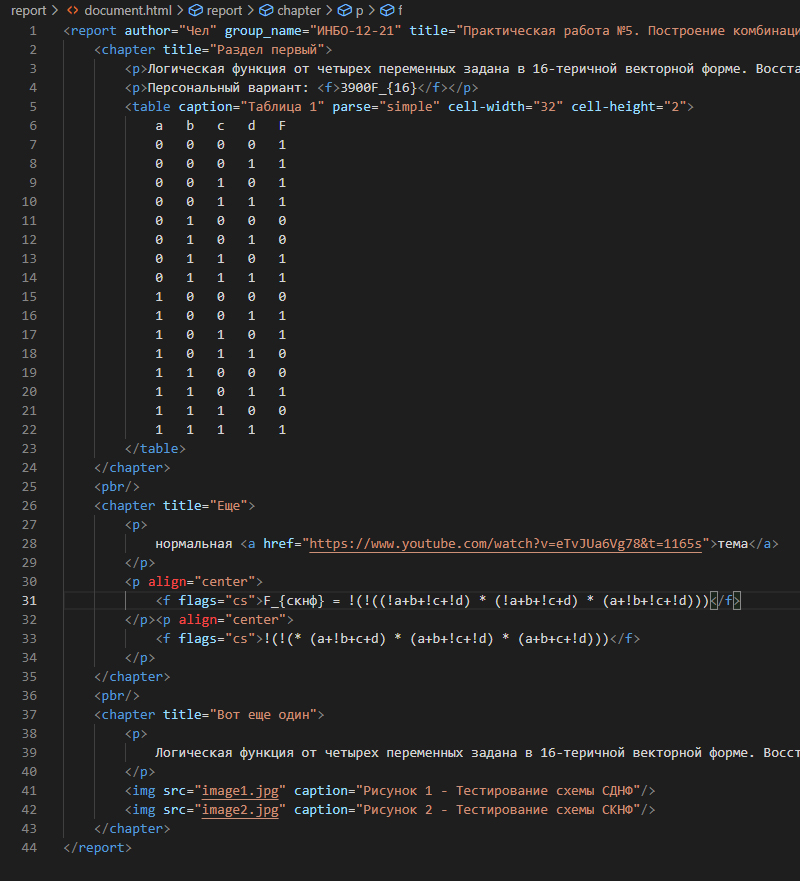 report > document.html > report > chapter > p > f
1 <report author="Чел" group_name="ИНБО-12-21" title="Практическая работа №5. Построение комбинаци
2 <chapter title="Раздел первый">
3 <p>Логическая функция от четырех переменных задана в 16-теричной векторной форме. Восста
4 <p>Персональный вариант: <f>3900F_{16}</f></p>
5 <table caption="Таблица 1" parse="simple" cell-width="32" cell-height="2">
6 a b c d F
7 0 0 0 0 1
8 0 0 0 1 1
9 0 0 1 0 1
10 0 0 1 1 1
11 0 1 0 0 0
12 0 1 0 1 0
13 0 1 1 0 1
14 0 1 1 1 1
15 1 0 0 0 0
16 1 0 0 1 1
17 1 0 1 0 1
18 1 0 1 1 0
19 1 1 0 0 0
20 1 1 0 1 1
21 1 1 1 0 0
22 1 1 1 1 1
23 </table>
24 </chapter>
25 <pbr/>
26 <chapter title="Еще">
27 <p>
28 нормальная <a href="https://www.youtube.com/watch?v=eTvJUa6Vg78&t=1165s">тема</a>
29 </p>
30 <p align="center">
31 <f flags="cs">F_{скнф} = !(!((!a+b+!c+!d) * (!a+b+!c+d) * (a+!b+!c+!d)))</f>
32 </p><p align="center">
33 <f flags="cs">!(!(* (a+!b+c+d) * (a+b+!c+!d) * (a+b+c+!d)))</f>
34 </p>
35 </chapter>
36 <pbr/>
37 <chapter title="Вот еще один">
38 <p>
39 Логическая функция от четырех переменных задана в 16-теричной векторной форме. Восст
40 </p>
41 <img src="image1.jpg" caption="Рисунок 1 - Тестирование схемы СДНФ"/>
42 <img src="image2.jpg" caption="Рисунок 2 - Тестирование схемы СКНФ"/>
43 </chapter>
44 </report>